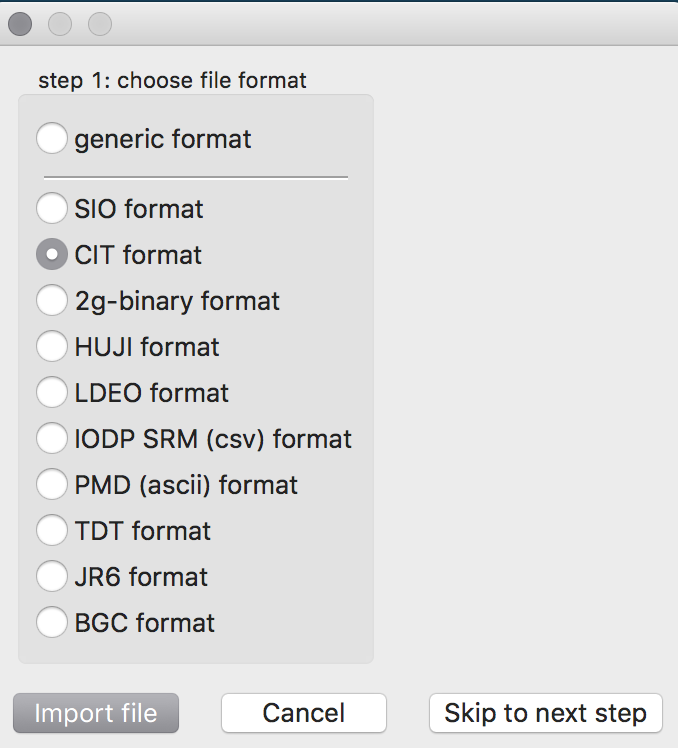 step 1: choose file format
generic format
SIO format
CIT format
2g-binary format
HUJI format
LDEO format
IODP SRM (csv) format
PMD (ascii) format
TDT format
JR6 format
BGC format
Import file
Cancel
Skip to next step